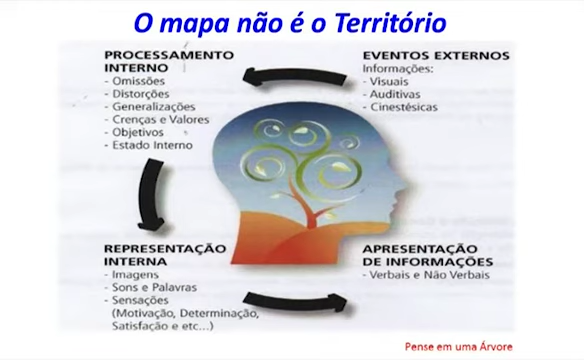 O mapa não é o Território
PROCESSAMENTO
INTERNO
- Omissões
- Distorções
- Generalizações
- Crenças e Valores
- Objetivos
- Estado Interno
EVENTOS EXTERNOS
Informações:
- Visuais
- Auditivas
- Cinestésicas
REPRESENTAÇÃO
INTERNA
- Imagens
- Sons e Palavras
- Sensações
(Motivação, Determinação,
Satisfação e etc...)
APRESENTAÇÃO
DE INFORMAÇÕES
- Verbais e Não Verbais
Pense em uma Árvore